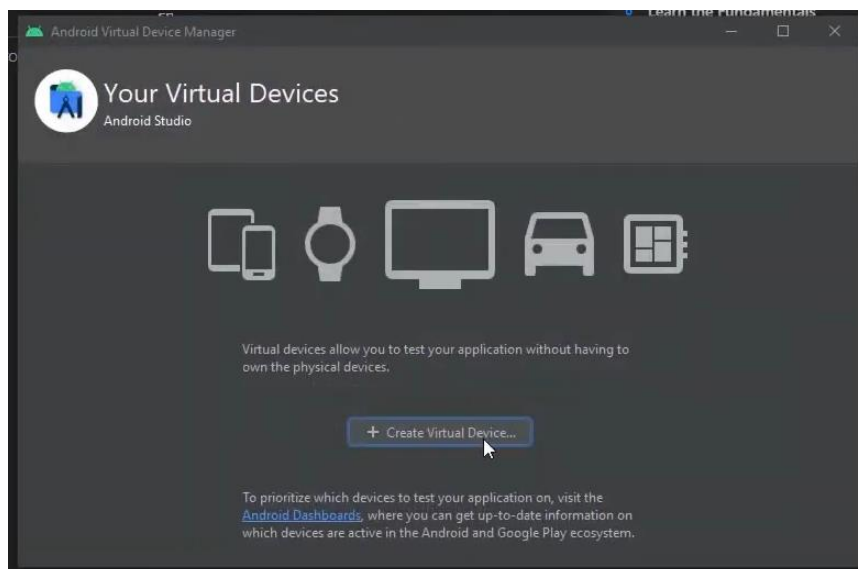 Learn the Fundamentals
Android Virtual Device Manager
Your Virtual Devices
Android Studio
Virtual devices allow you to test your application without having to
own the physical devices.
+ Create Virtual Device...
To prioritize which devices to test your application on, visit the
Android Dashboards, where you can get up-to-date information on
which devices are active in the Android and Google Play ecosystem.